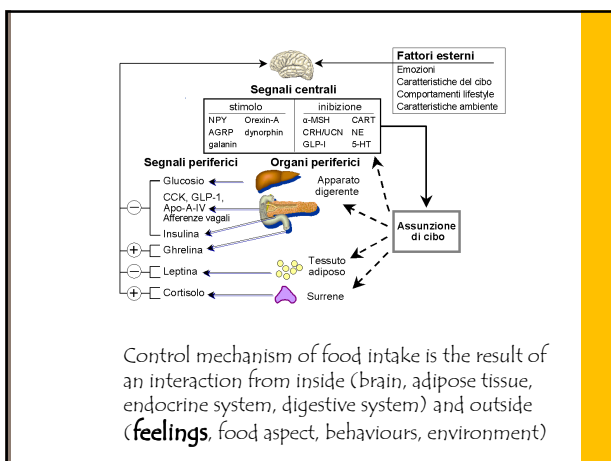 Fattori esterni
Emozioni
Caratteristiche del cibo
Comportamenti lifestyle
Caratteristiche ambiente
Segnali centrali
stimolo
inibizione
NPY Orexin-A
AGRP dynorphin
galanin
α-MSH CART
CRH/UCN NE
GLP-I 5-HT
Segnali periferici
Organi periferici
Glucosio
CCK, GLP-1,
Apo-A-IV
Afferenze vagali
Insulina
Ghrelina
Leptina
Cortisolo
Apparato
digerente
Tessuto
adiposo
Surrene
Assunzione
di cibo
−
+
−
+
Control mechanism of food intake is the result of
an interaction from inside (brain, adipose tissue,
endocrine system, digestive system) and outside
(feelings, food aspect, behaviours, environment)